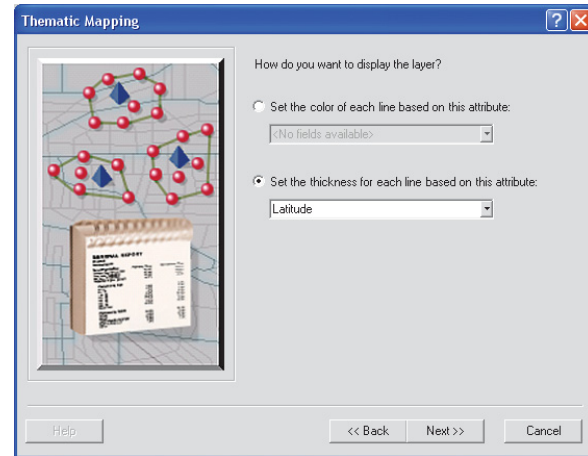 Thematic Mapping
How do you want to display the layer?
Set the color of each line based on this attribute:
<No fields available>
Set the thickness for each line based on this attribute:
Latitude
GENERAL REPORT
Help
<< Back
Next >>
Cancel